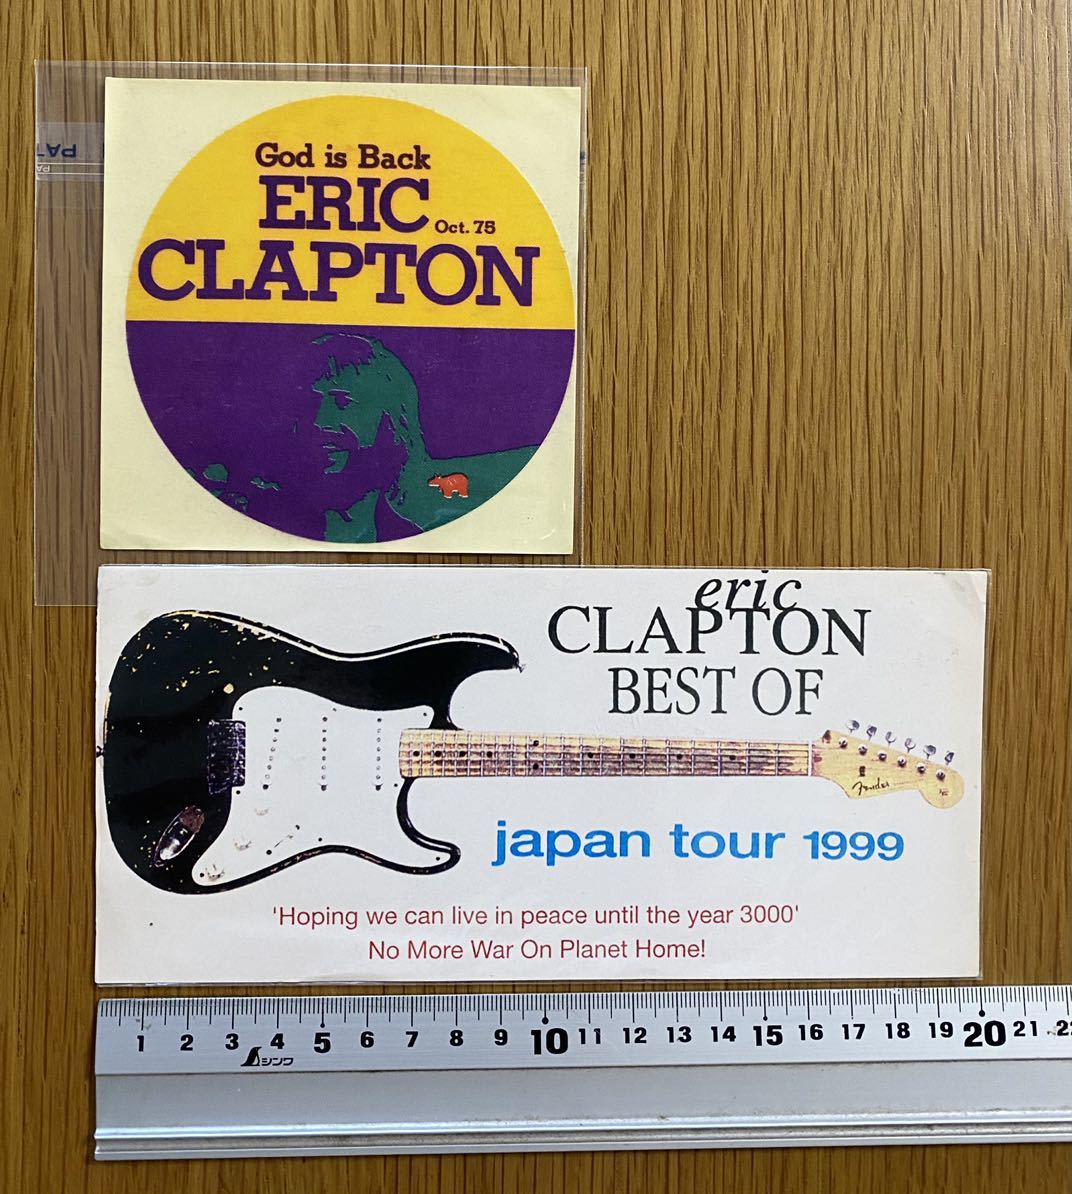 God is Back
ERIC Oct. 75
CLAPTON
PAT
PA
eric
CLAPTON
BEST OF
Fender
japan tour 1999
'Hoping we can live in peace until the year 3000'
No More War On Planet Home!
1 2 3 4 5 6 7 8 9 10 11 12 13 14 15 16 17 18 19 20 21 22
シンワ